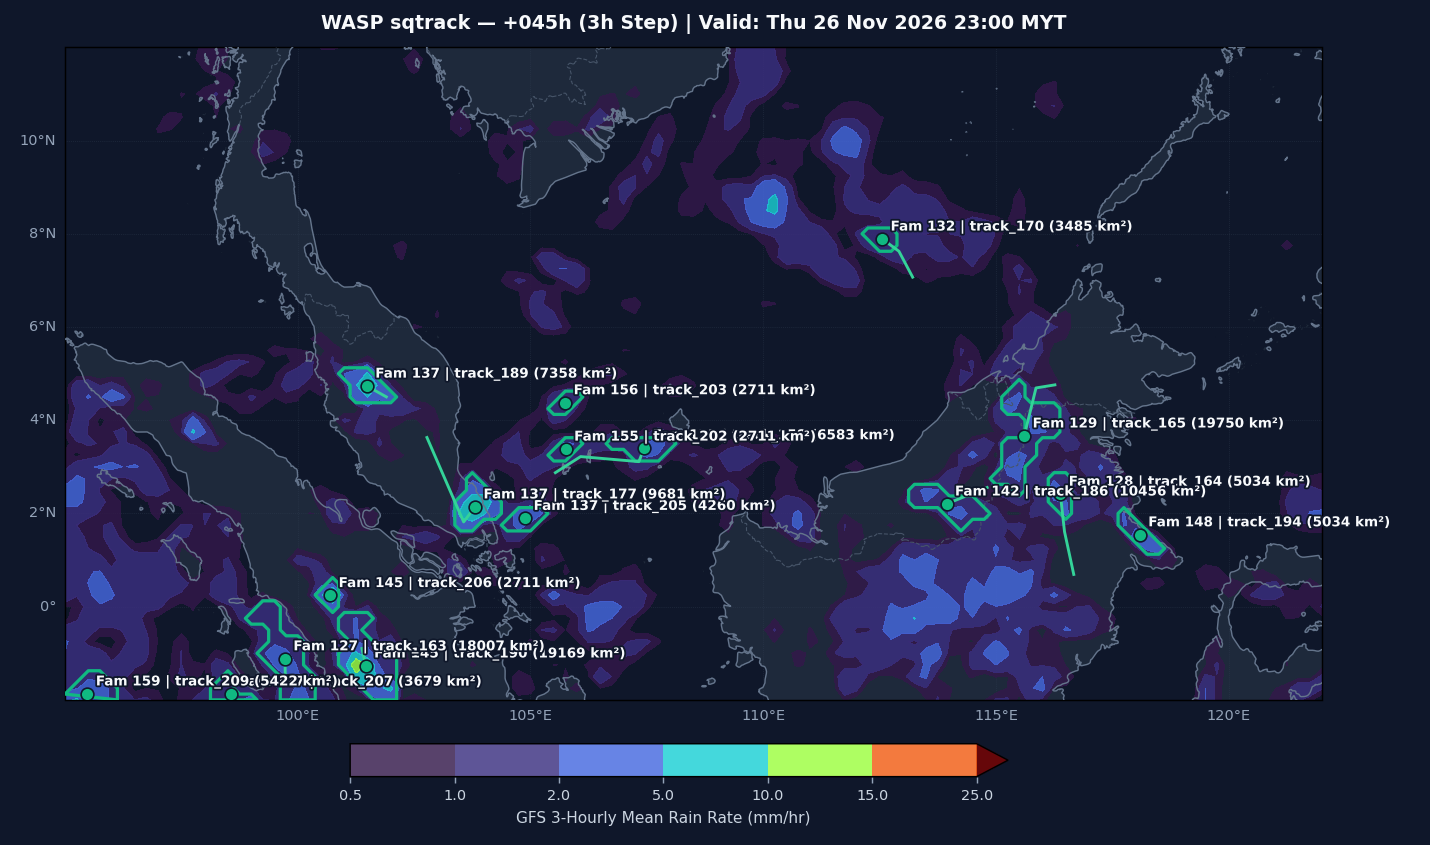 WASP sqtrack — +045h (3h Step) | Valid: Thu 26 Nov 2026 23:00 MYT
10°N
8°N
6°N
4°N
2°N
0°
Fam 132 | track_170 (3485 km²)
Fam 137 | track_189 (7358 km²)
Fam 156 | track_203 (2711 km²)
Fam 129 | track_165 (19750 km²)
Fam 155 | track_202 (2711 km²)
(6583 km²)
Fam 128 | track_164 (5034 km²)
Fam 142 | track_186 (10456 km²)
Fam 137 | track_177 (9681 km²)
Fam 137 | track_205 (4260 km²)
Fam 148 | track_194 (5034 km²)
Fam 145 | track_206 (2711 km²)
Fam 127 | track_163 (18007 km²)
(19169 km²)
Fam 159 | track_209 (5422 km²)
track_207 (3679 km²)
100°E
105°E
110°E
115°E
120°E
0.5
1.0
2.0
5.0
10.0
15.0
25.0
GFS 3-Hourly Mean Rain Rate (mm/hr)